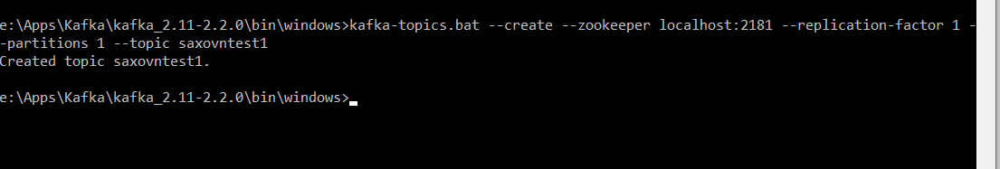 e:\Apps\Kafka\kafka_2.11-2.2.0\bin\windows>kafka-topics.bat --create --zookeeper localhost:2181 --replication-factor 1 -
-partitions 1 --topic saxovntest1
Created topic saxovntest1.
e:\Apps\Kafka\kafka_2.11-2.2.0\bin\windows>